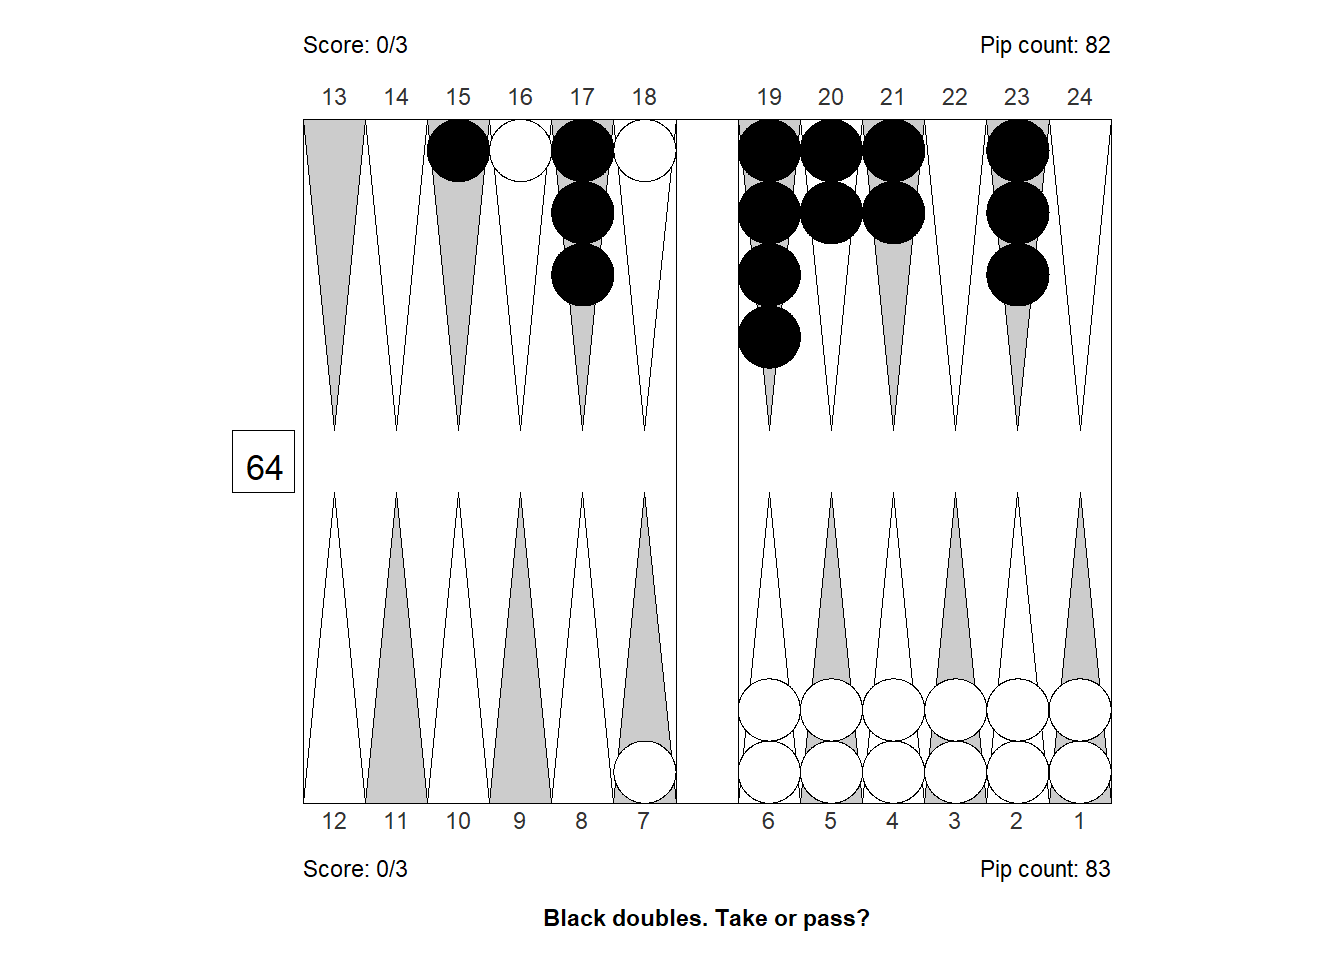 Score: 0/3 Pip count: 82
13 14 15 16 17 18 19 20 21 22 23 24
64
12 11 10 9 8 7 6 5 4 3 2 1
Score: 0/3 Pip count: 83
Black doubles. Take or pass?